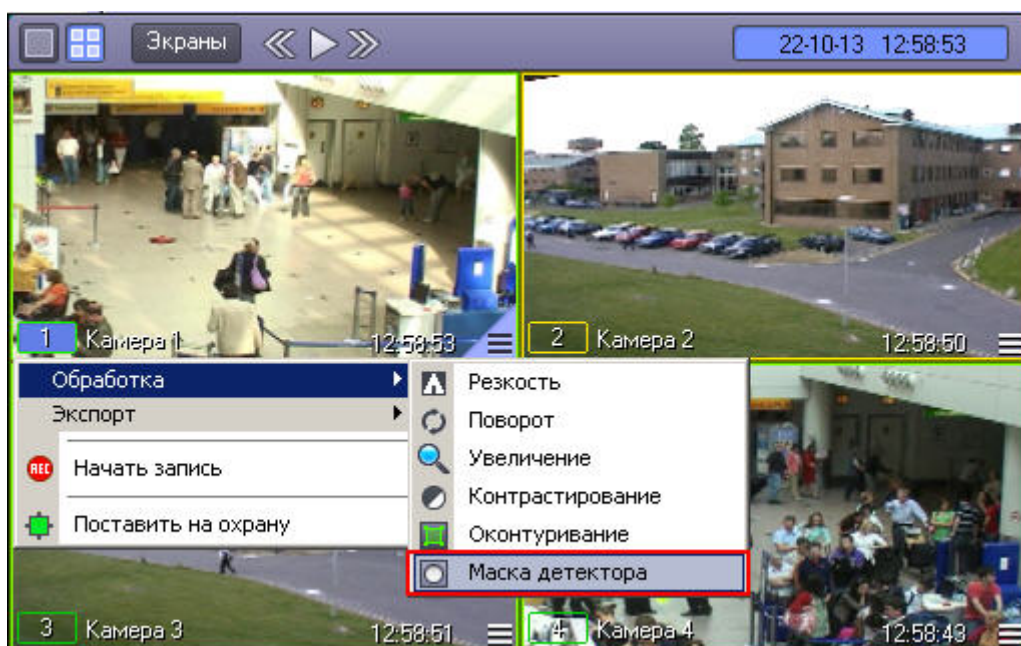 Экраны
22-10-13 12:58:53
1 Камера 1 12:58:53
2 Камера 2 12:58:50
Обработка
Экспорт
REC Начать запись
Поставить на охрану
Резкость
Поворот
Увеличение
Контрастирование
Оконтуривание
Маска детектора
3 Камера 3 12:58:51
4 Камера 4 12:58:43